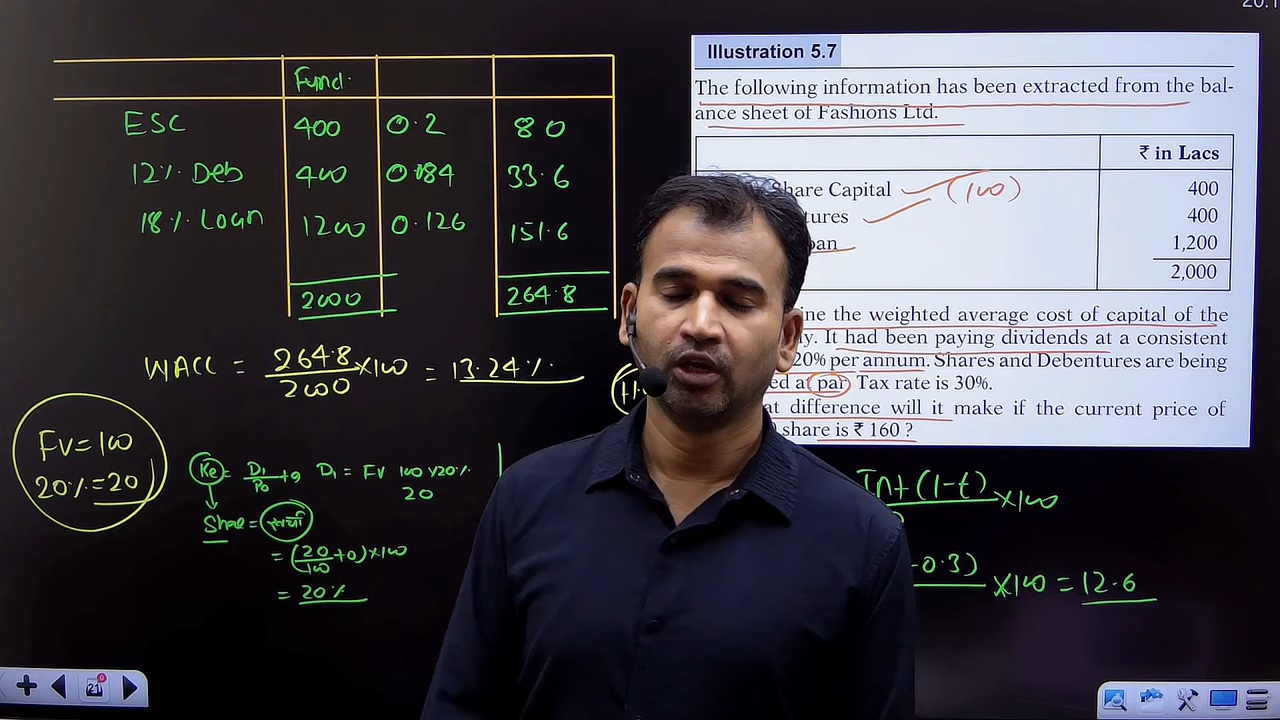 20.1
Fund.
ESC 400 0.2 80
12% Deb 400 0.084 33.6
18% Loan 1200 0.126 151.6
2000 264.8
WACC = 264.8/2000 × 100 = 13.24%.
FV = 100
20% = 20
Ke = D1/P0 + g D1 = FV 100 × 20%
20
Share =
= (20/100 + 0) × 100
= 20%
Illustration 5.7
The following information has been extracted from the bal-
ance sheet of Fashions Ltd.
₹ in Lacs
Share Capital (100) 400
tures 400
oan 1,200
2,000
ine the weighted average cost of capital of the
y. It had been paying dividends at a consistent
20% per annum. Shares and Debentures are being
ed at par Tax rate is 30%.
at difference will it make if the current price of
share is ₹ 160 ?
Int (1-t) × 100
-0.3) × 100 = 12.6
21